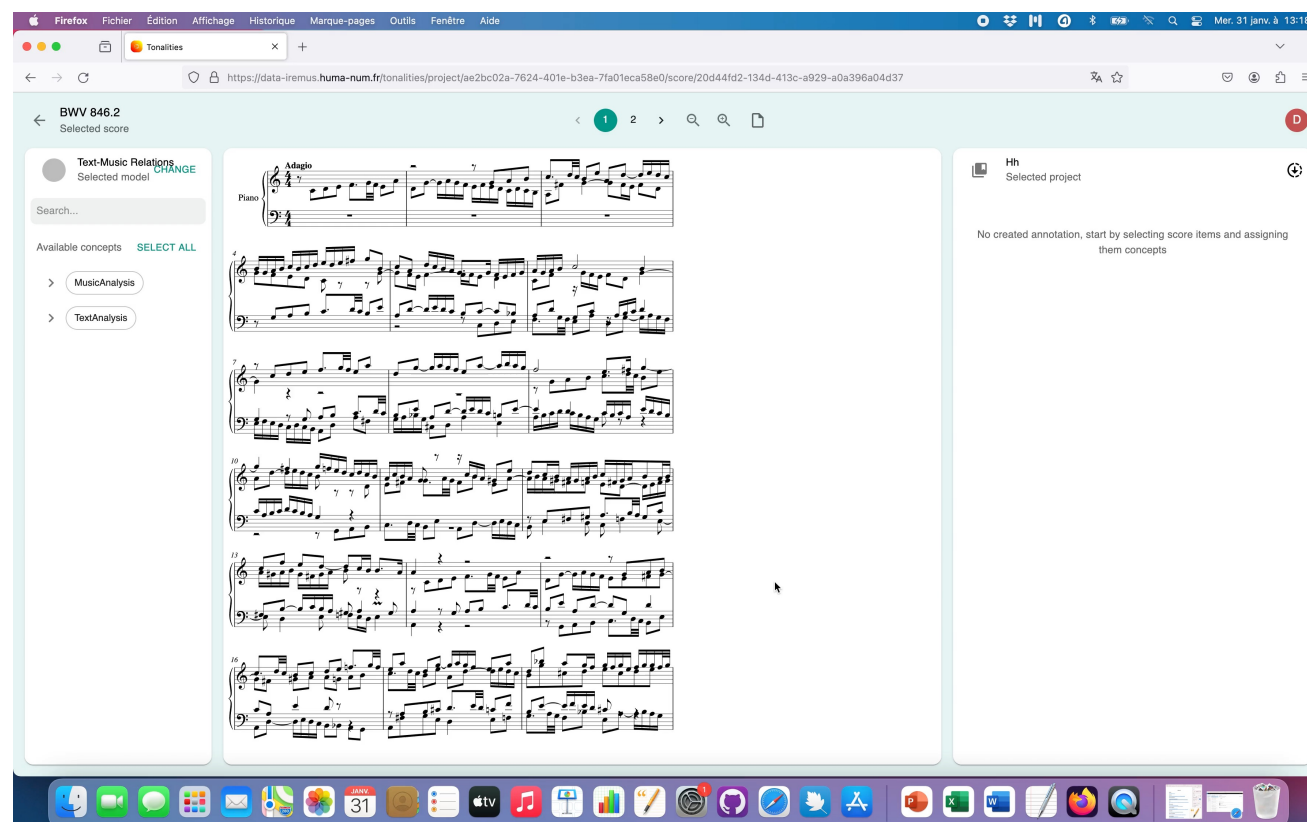 Firefox Fichier Édition Affichage Historique Marque-pages Outils Fenêtre Aide Mer. 31 janv. à 13:18
Tonalities
https://data-iremus.huma-num.fr/tonalities/project/ae2bc02a-7624-401e-b3ea-7fa01eca58e0/score/20d44fd2-134d-413c-a929-a0a396a04d37
BWV 846.2
Selected score
1 2
D
Text-Music Relations
Selected model
CHANGE
Search...
Available concepts SELECT ALL
MusicAnalysis
TextAnalysis
Adagio
Piano
4
7
10
13
16
Hh
Selected project
No created annotation, start by selecting score items and assigning
them concepts
JANV.
31
tv
1
P
X
W